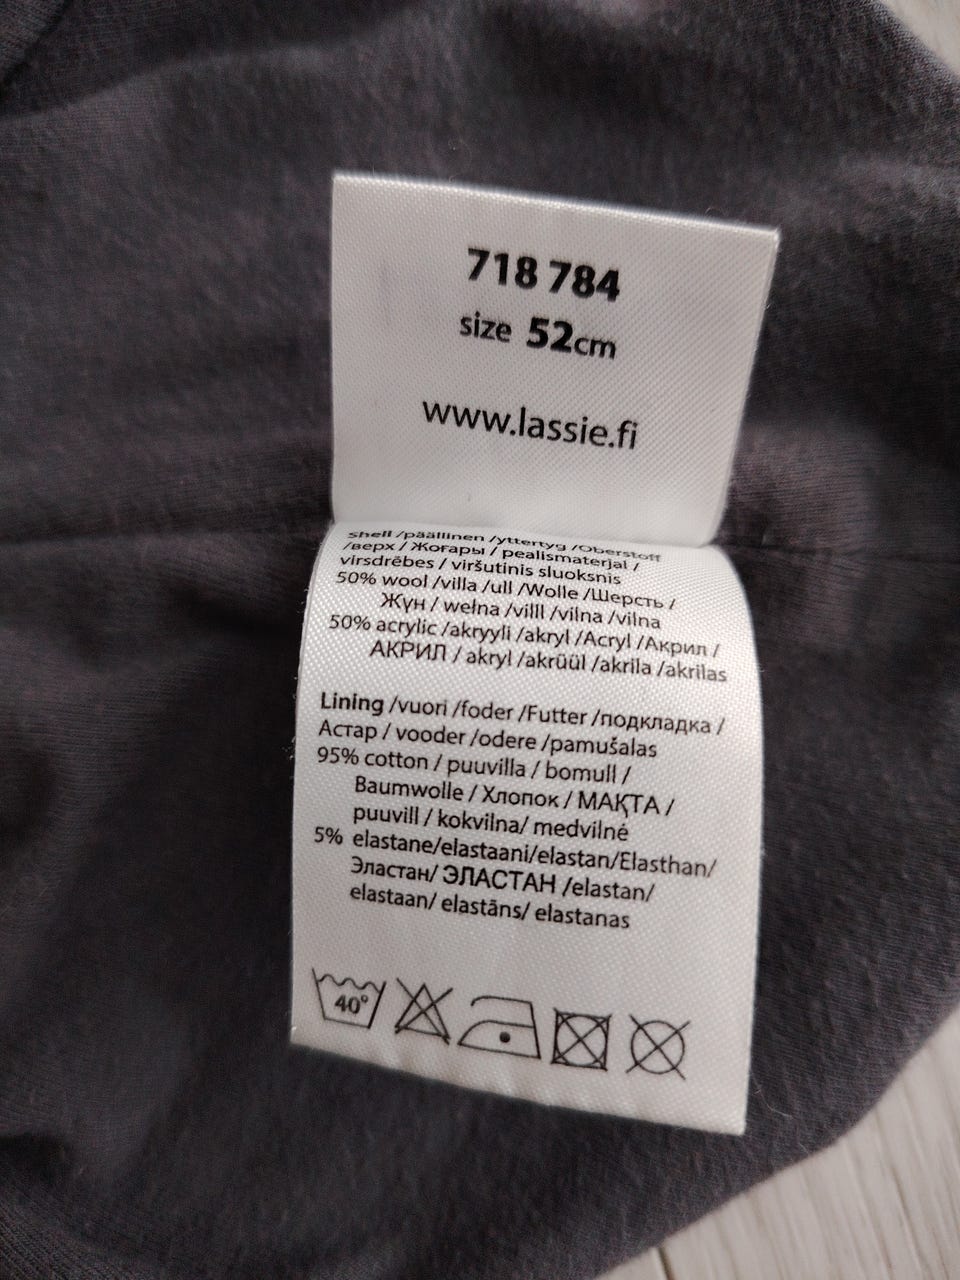 718 784
size 52cm
www.lassie.fi
Shell /päällinen /yttertyg /Oberstoff
/верх / Жоғары / pealismaterjal /
virsdrēbes / viršutinis sluoksnis
50% wool /villa /ull /Wolle /Шерсть /
Жүн / wełna /villl /vilna /vilna
50% acrylic /akryyli /akryl /Acryl /Акрил /
АКРИЛ / akryl /akrüül /akrila /akrilas
Lining /vuori /foder /Futter /подкладка /
Астар / vooder /odere /pamušalas
95% cotton / puuvilla / bomull /
Baumwolle / Хлопок / МАҚТА /
puuvill / kokvilna/ medvilnė
5% elastane/elastaani/elastan/Elasthan/
Эластан/ ЭЛАСТАН /elastan/
elastaan/ elastāns/ elastanas
40°